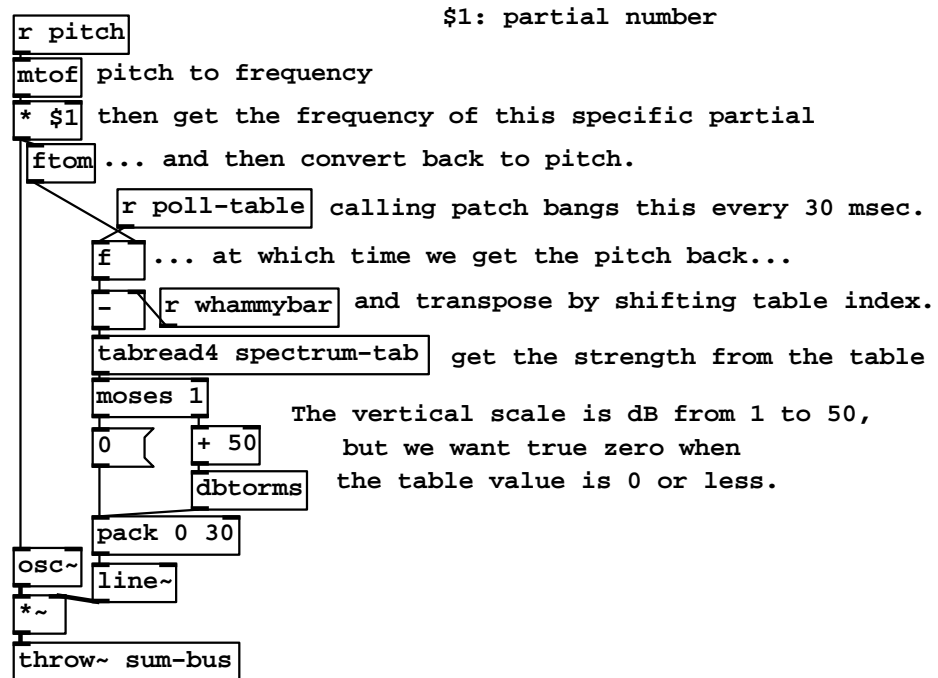 $1: partial number
r pitch
mtof pitch to frequency
* $1 then get the frequency of this specific partial
ftom ... and then convert back to pitch.
r poll-table calling patch bangs this every 30 msec.
f ... at which time we get the pitch back...
- r whammybar and transpose by shifting table index.
tabread4 spectrum-tab get the strength from the table
moses 1
The vertical scale is dB from 1 to 50,
0 + 50 but we want true zero when
dbtorms the table value is 0 or less.
pack 0 30
osc~
line~
*~
throw~ sum-bus